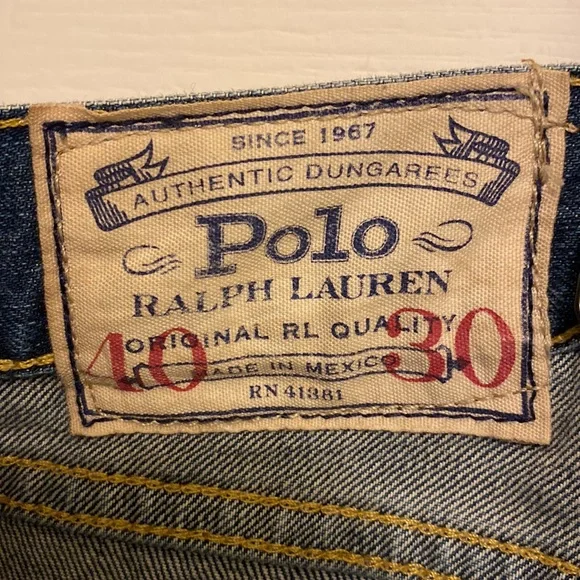 SINCE 1967
AUTHENTIC DUNGAREES
Polo
RALPH LAUREN
ORIGINAL RL QUALITY
40 30
MADE IN MEXICO
RN 41381